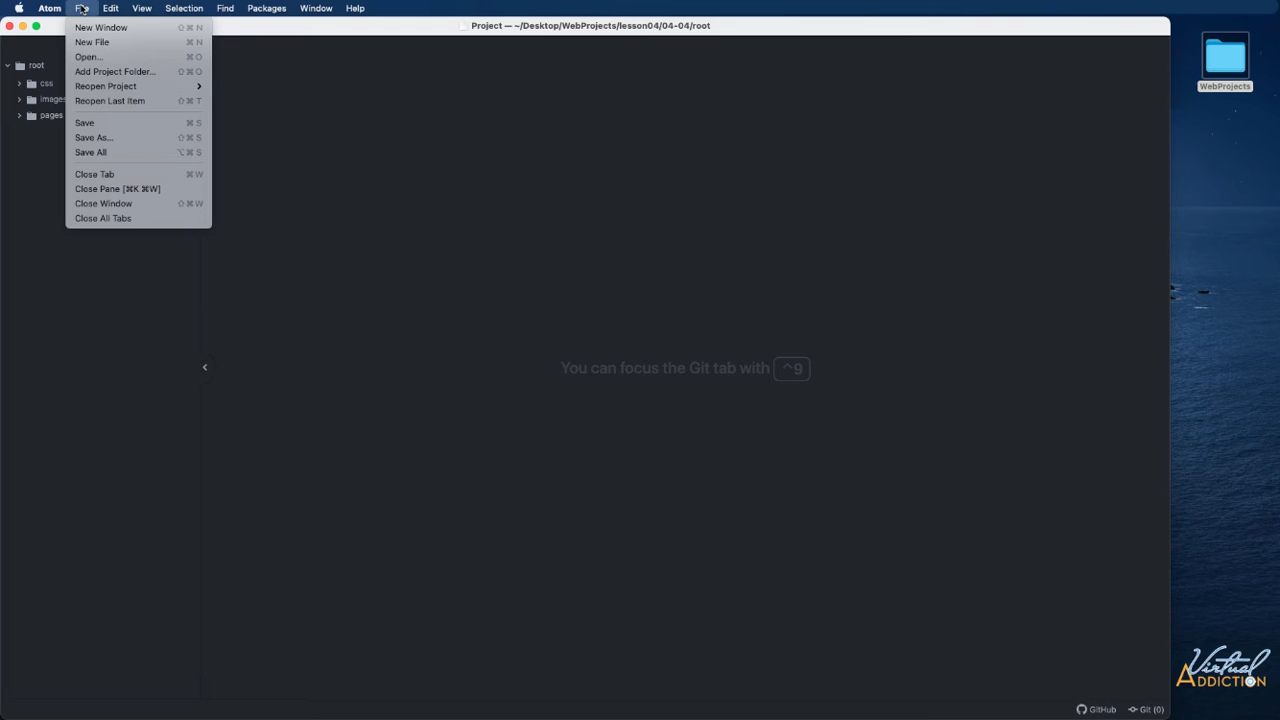 Atom File Edit View Selection Find Packages Window Help
Project — ~/Desktop/WebProjects/lesson04/04-04/root
New Window ⇧⌘N
New File ⌘N
Open... ⌘O
Add Project Folder... ⇧⌘O
Reopen Project >
Reopen Last Item ⇧⌘T
Save ⌘S
Save As... ⇧⌘S
Save All ⌥⌘S
Close Tab ⌘W
Close Pane [⌘K ⌘W]
Close Window ⇧⌘W
Close All Tabs
root
css
images
pages
You can focus the Git tab with ^9
WebProjects
Virtual
ADDICTION
GitHub Git (0)